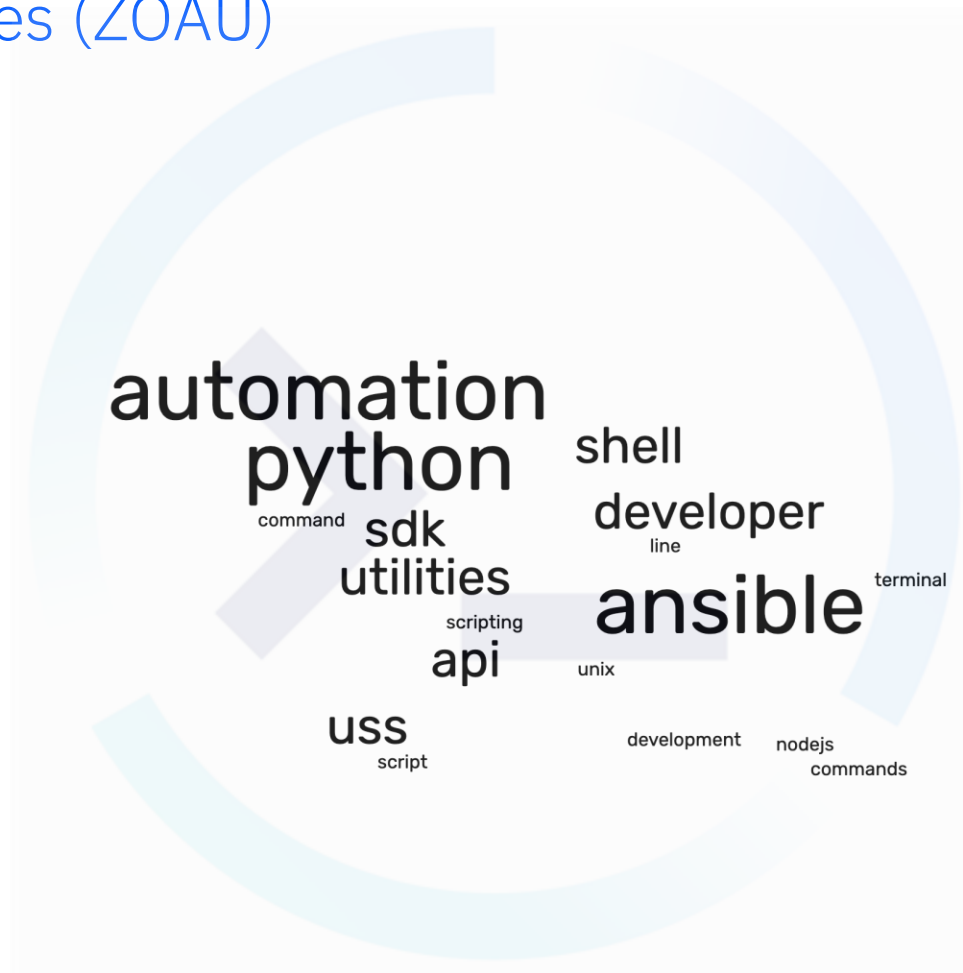 es (ZOAU)
automation
python
shell
command
sdk
developer
line
utilities
ansible
terminal
scripting
api
unix
uss
script
development
nodejs
commands